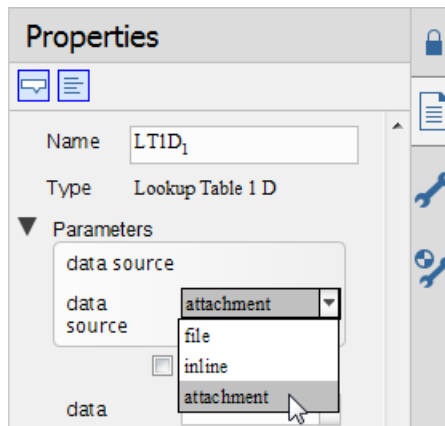 Properties
Name LT1D₁
Type Lookup Table 1 D
Parameters
data source
data source attachment
file
inline
attachment
data